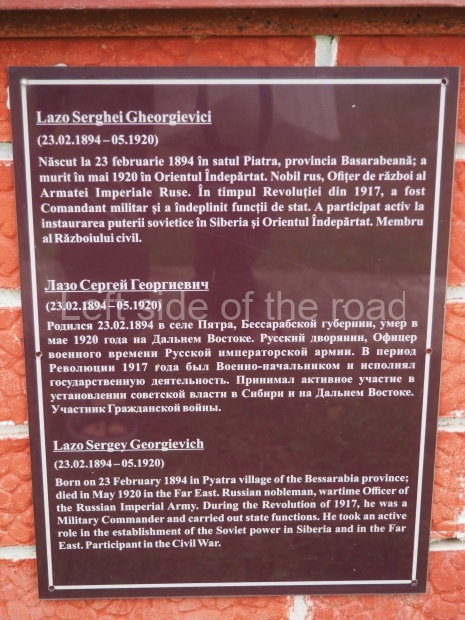 Lazo Serghei Gheorgievici
(23.02.1894–05.1920)
Născut la 23 februarie 1894 în satul Piatra, provincia Basarabeană; a
murit în mai 1920 în Orientul Îndepărtat. Nobil rus, Ofițer de război al
Armatei Imperiale Ruse. În timpul Revoluției din 1917, a fost
Comandant militar și a îndeplinit funcții de stat. A participat activ la
instaurarea puterii sovietice în Siberia și Orientul Îndepărtat. Membru
al Războiului civil.
Лазо Сергей Георгиевич
(23.02.1894–05.1920)
Left side of the road
Родился 23.02.1894 в селе Пятра, Бессарабской губернии, умер в
мае 1920 года на Дальнем Востоке. Русский дворянин, Офицер
военного времени Русской императорской армии. В период
Революции 1917 года был Военно-начальником и исполнял
государственную деятельность. Принимал активное участие в
установлении советской власти в Сибири и на Дальнем Востоке.
Участник Гражданской войны.
Lazo Sergey Georgievich
(23.02.1894–05.1920)
Born on 23 February 1894 in Pyatra village of the Bessarabia province;
died in May 1920 in the Far East. Russian nobleman, wartime Officer of
the Russian Imperial Army. During the Revolution of 1917, he was a
Military Commander and carried out state functions. He took an active
role in the establishment of the Soviet power in Siberia and in the Far
East. Participant in the Civil War.